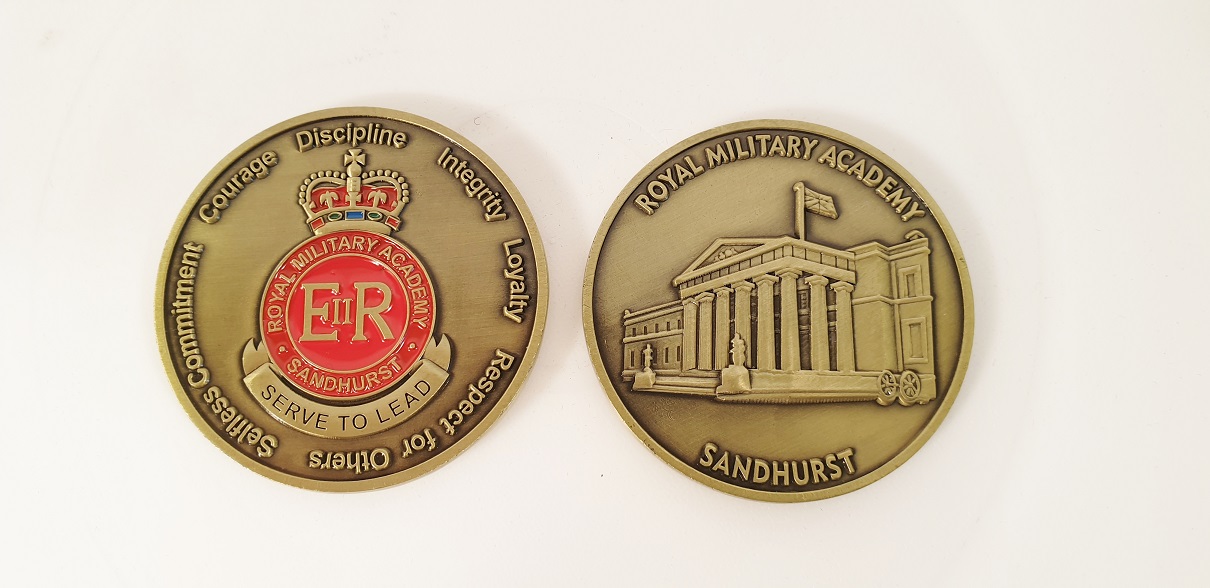 Selfless Commitment
Courage
Discipline
Integrity
Loyalty
Respect for Others
ROYAL MILITARY ACADEMY
SANDHURST
EIIR
SERVE TO LEAD
ROYAL MILITARY ACADEMY
SANDHURST